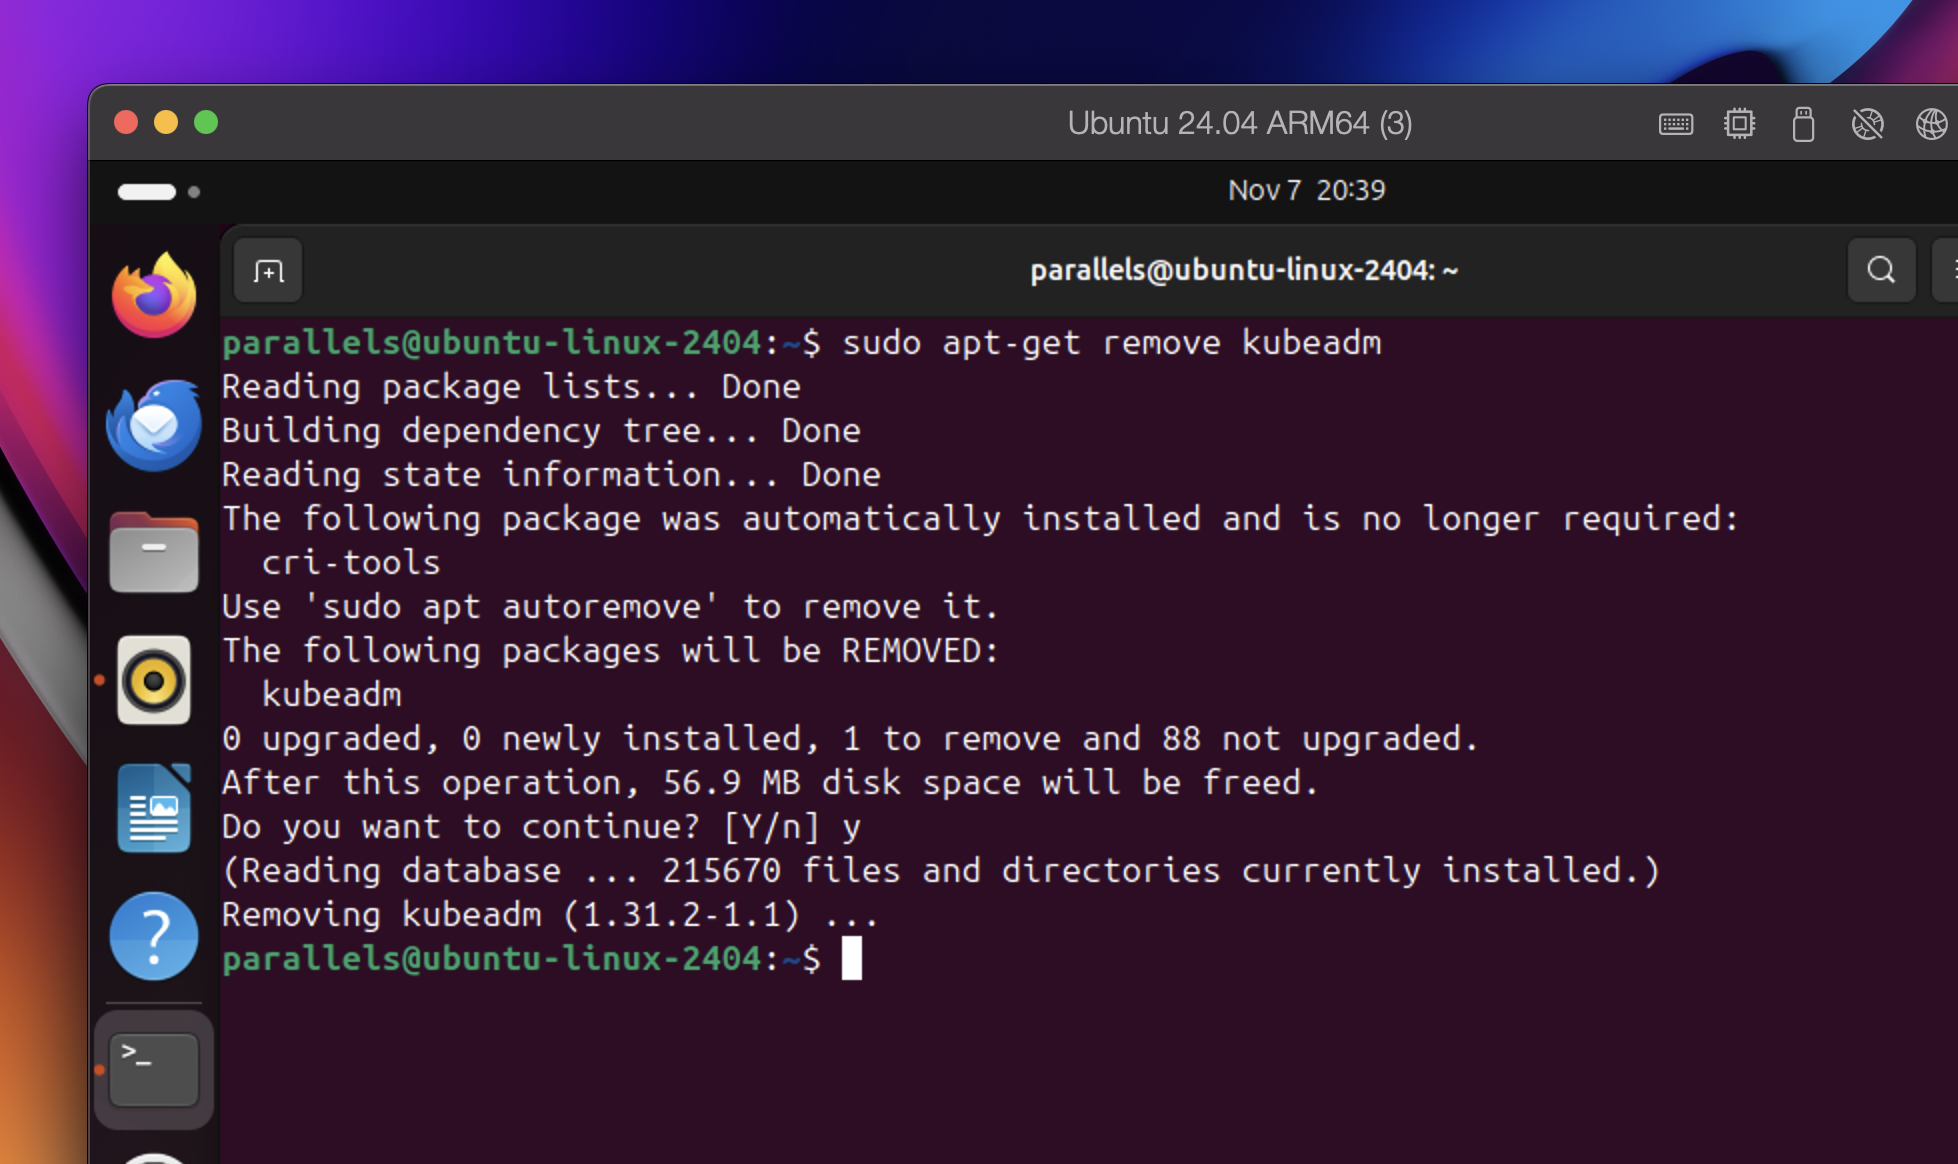 Ubuntu 24.04 ARM64 (3)
Nov 7 20:39
parallels@ubuntu-linux-2404: ~
parallels@ubuntu-linux-2404:~$ sudo apt-get remove kubeadm
Reading package lists... Done
Building dependency tree... Done
Reading state information... Done
The following package was automatically installed and is no longer required:
  cri-tools
Use 'sudo apt autoremove' to remove it.
The following packages will be REMOVED:
  kubeadm
0 upgraded, 0 newly installed, 1 to remove and 88 not upgraded.
After this operation, 56.9 MB disk space will be freed.
Do you want to continue? [Y/n] y
(Reading database ... 215670 files and directories currently installed.)
Removing kubeadm (1.31.2-1.1) ...
parallels@ubuntu-linux-2404:~$